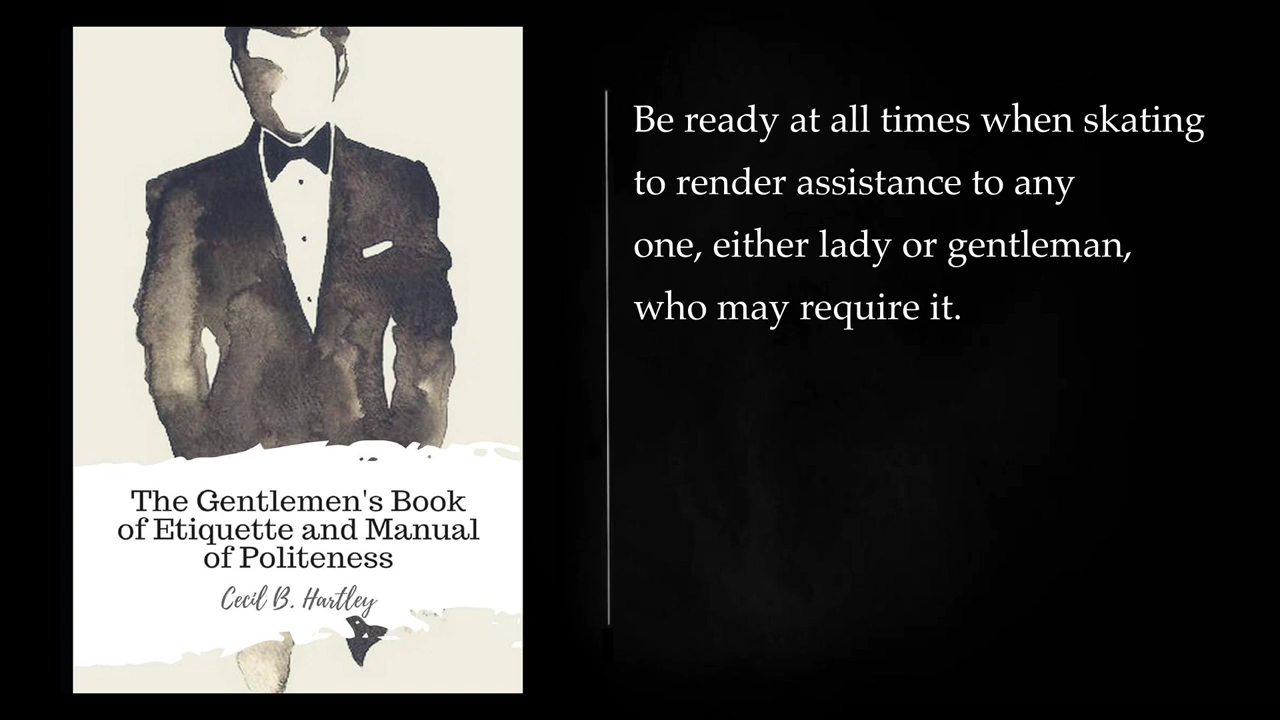 The Gentlemen's Book
of Etiquette and Manual
of Politeness
Cecil B. Hartley
Be ready at all times when skating
to render assistance to any
one, either lady or gentleman,
who may require it.